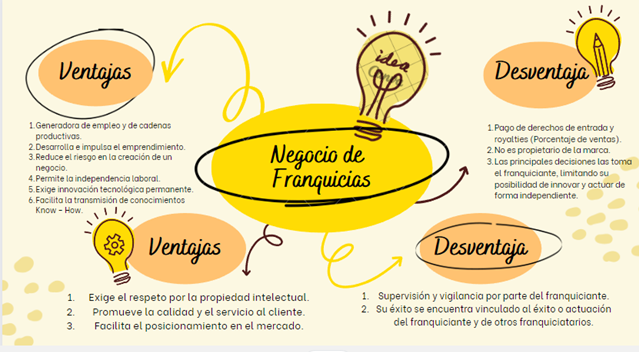 Ventajas
1. Generadora de empleo y de cadenas
productivas.
2. Desarrolla e impulsa el emprendimiento.
3. Reduce el riesgo en la creación de un
negocio.
4. Permite la independencia laboral.
5. Exige innovación tecnológica permanente.
6. Facilita la transmisión de conocimientos
Know - How.
idea
Negocio de
Franquicias
Desventaja
1. Pago de derechos de entrada y
royalties (Porcentaje de ventas).
2. No es propietario de la marca.
3. Las principales decisiones las toma
el franquiciante, limitando su
posibilidad de innovar y actuar de
forma independiente.
Ventajas
1. Exige el respeto por la propiedad intelectual.
2. Promueve la calidad y el servicio al cliente.
3. Facilita el posicionamiento en el mercado.
Desventaja
1. Supervisión y vigilancia por parte del franquiciante.
2. Su éxito se encuentra vinculado al éxito o actuación
del franquiciante y de otros franquiciatarios.